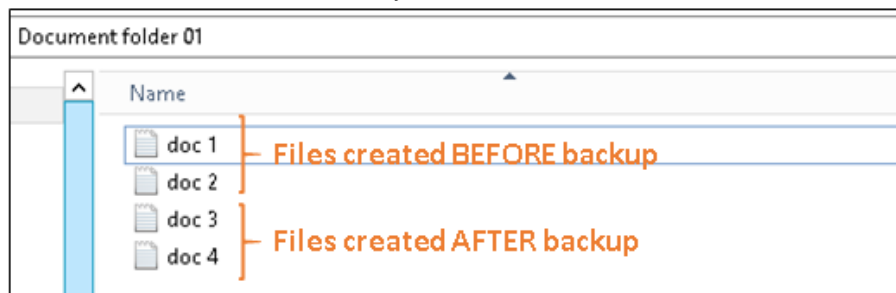 Document folder 01
Name
doc 1
Files created BEFORE backup
doc 2
doc 3
Files created AFTER backup
doc 4